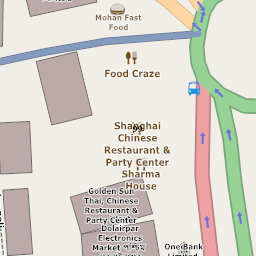 Mohan Fast
Food
Food Craze
Shanghai
Chinese
Restaurant &
Party Center
Sharma
House
Golden Sun
Thai, Chinese
Restaurant &
Party Center
Dolairpar
Electronics
Market
One Bank
Limited